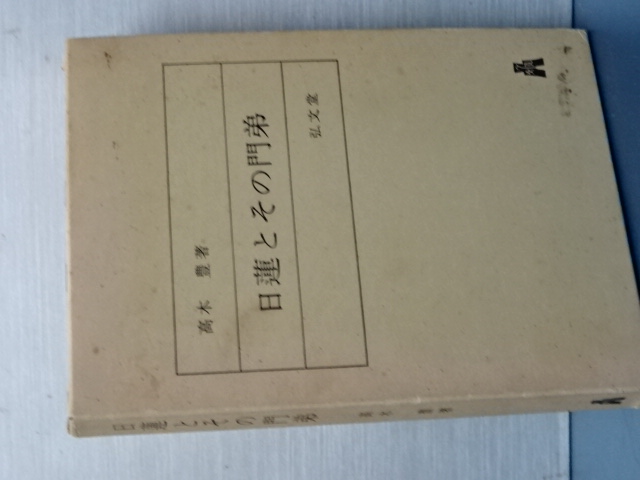 高木 豊著
日蓮とその門弟
弘文堂
日蓮とその門弟